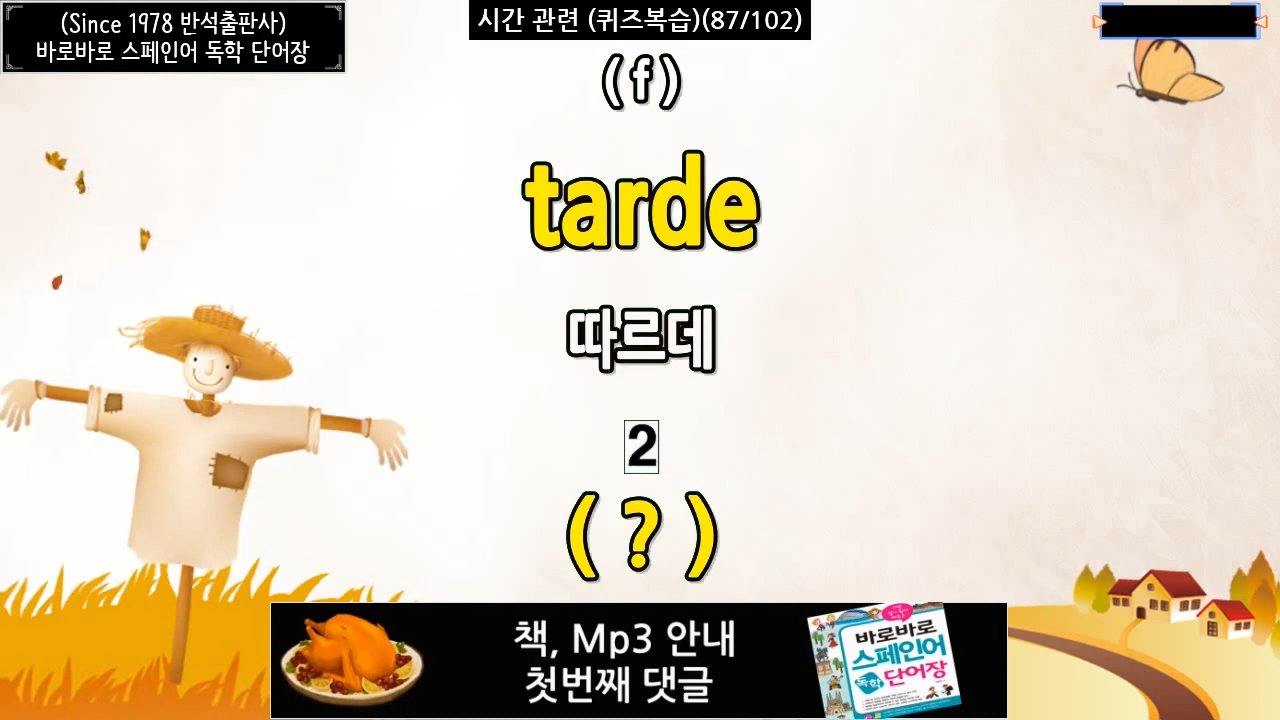 (Since 1978 반석출판사)
바로바로 스페인어 독학 단어장
시간 관련 (퀴즈복습)(87/102)
(f)
tarde
따르데
2
( ? )
책, Mp3 안내
첫번째 댓글
바로바로
스페인어
독학 단어장